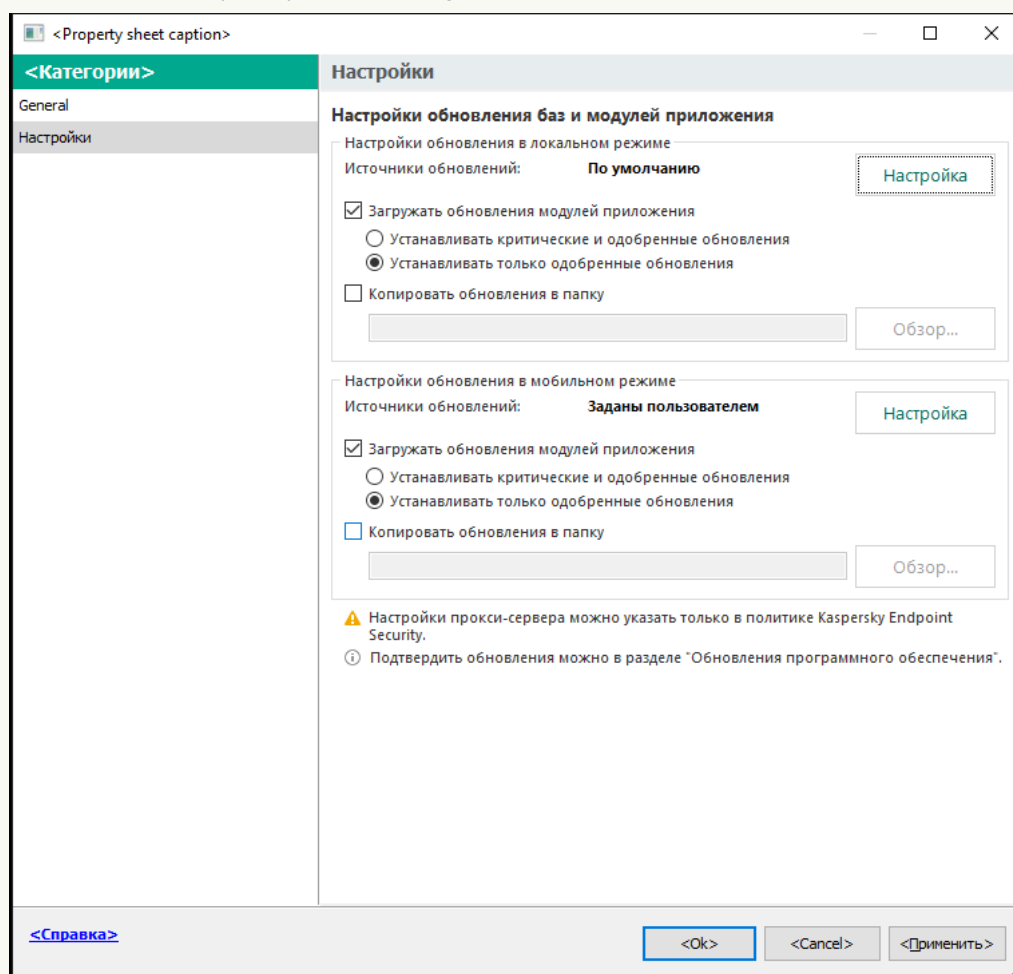 <Property sheet caption>
<Категории>
General
Настройки
Настройки
Настройки обновления баз и модулей приложения
Настройки обновления в локальном режиме
Источники обновлений: По умолчанию
Настройка
Загружать обновления модулей приложения
Устанавливать критические и одобренные обновления
Устанавливать только одобренные обновления
Копировать обновления в папку
Обзор...
Настройки обновления в мобильном режиме
Источники обновлений: Заданы пользователем
Настройка
Загружать обновления модулей приложения
Устанавливать критические и одобренные обновления
Устанавливать только одобренные обновления
Копировать обновления в папку
Обзор...
Настройки прокси-сервера можно указать только в политике Kaspersky Endpoint
Security.
Подтвердить обновления можно в разделе "Обновления программного обеспечения".
<Справка>
<Ok> <Cancel> <Применить>